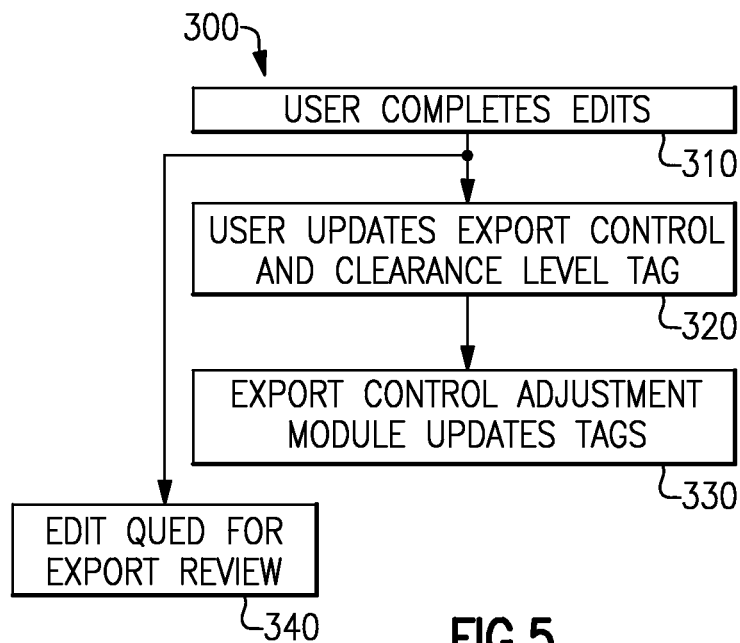 300
USER COMPLETES EDITS
310
USER UPDATES EXPORT CONTROL
AND CLEARANCE LEVEL TAG
320
EXPORT CONTROL ADJUSTMENT
MODULE UPDATES TAGS
330
EDIT QUED FOR
EXPORT REVIEW
340
FIG.5